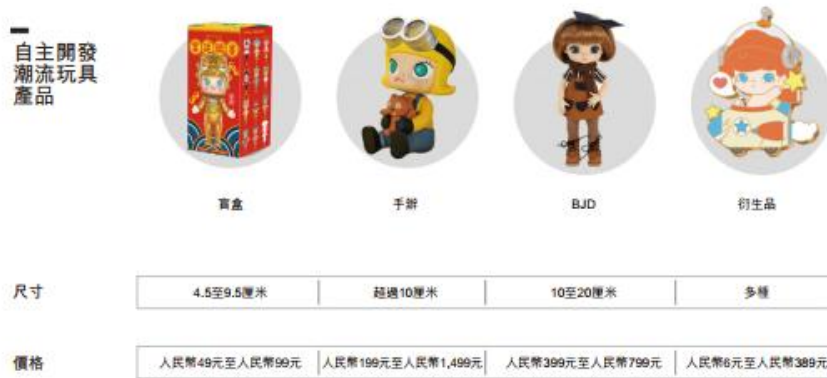 自主開發
潮流玩具
產品
盲盒
手辦
BJD
衍生品
尺寸
4.5至9.5厘米
超過10厘米
10至20厘米
多種
價格
人民幣49元至人民幣99元
人民幣199元至人民幣1,499元
人民幣399元至人民幣799元
人民幣6元至人民幣389元